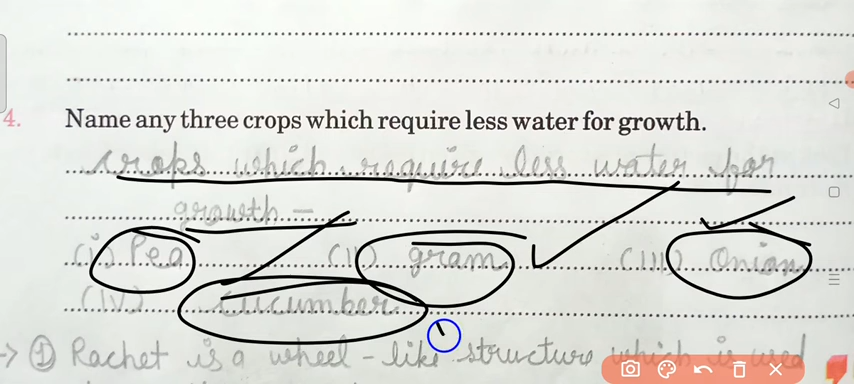 4. Name any three crops which require less water for growth.
crops which require less water for
growth -
(i) Pea (ii) gram (iii) Onion
(iv) cucumber
-> ① Rachet is a wheel - like structure which is used